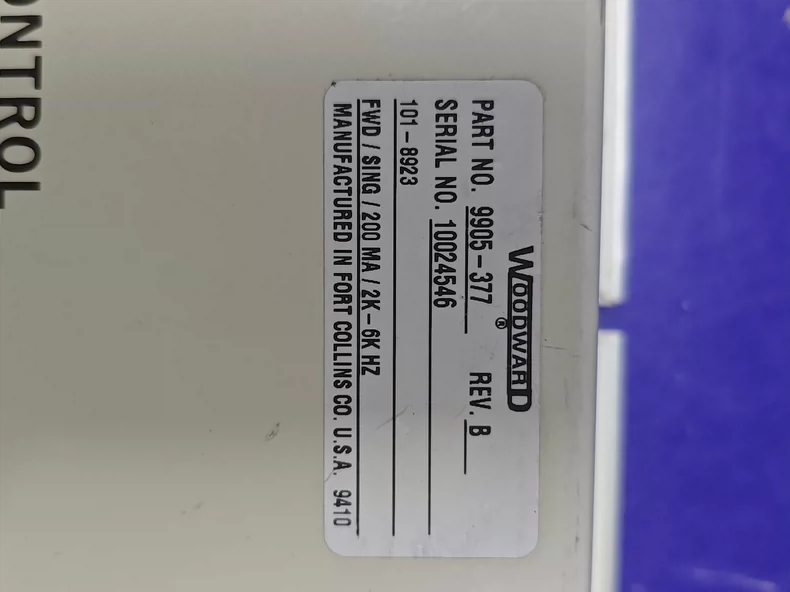 ONTROL
WOODWARD®
PART NO. 9905-377 REV. B
SERIAL NO. 10024546
101-8923
FWD / SING / 200 MA / 2K-6K HZ
MANUFACTURED IN FORT COLLINS CO. U.S.A. 9410